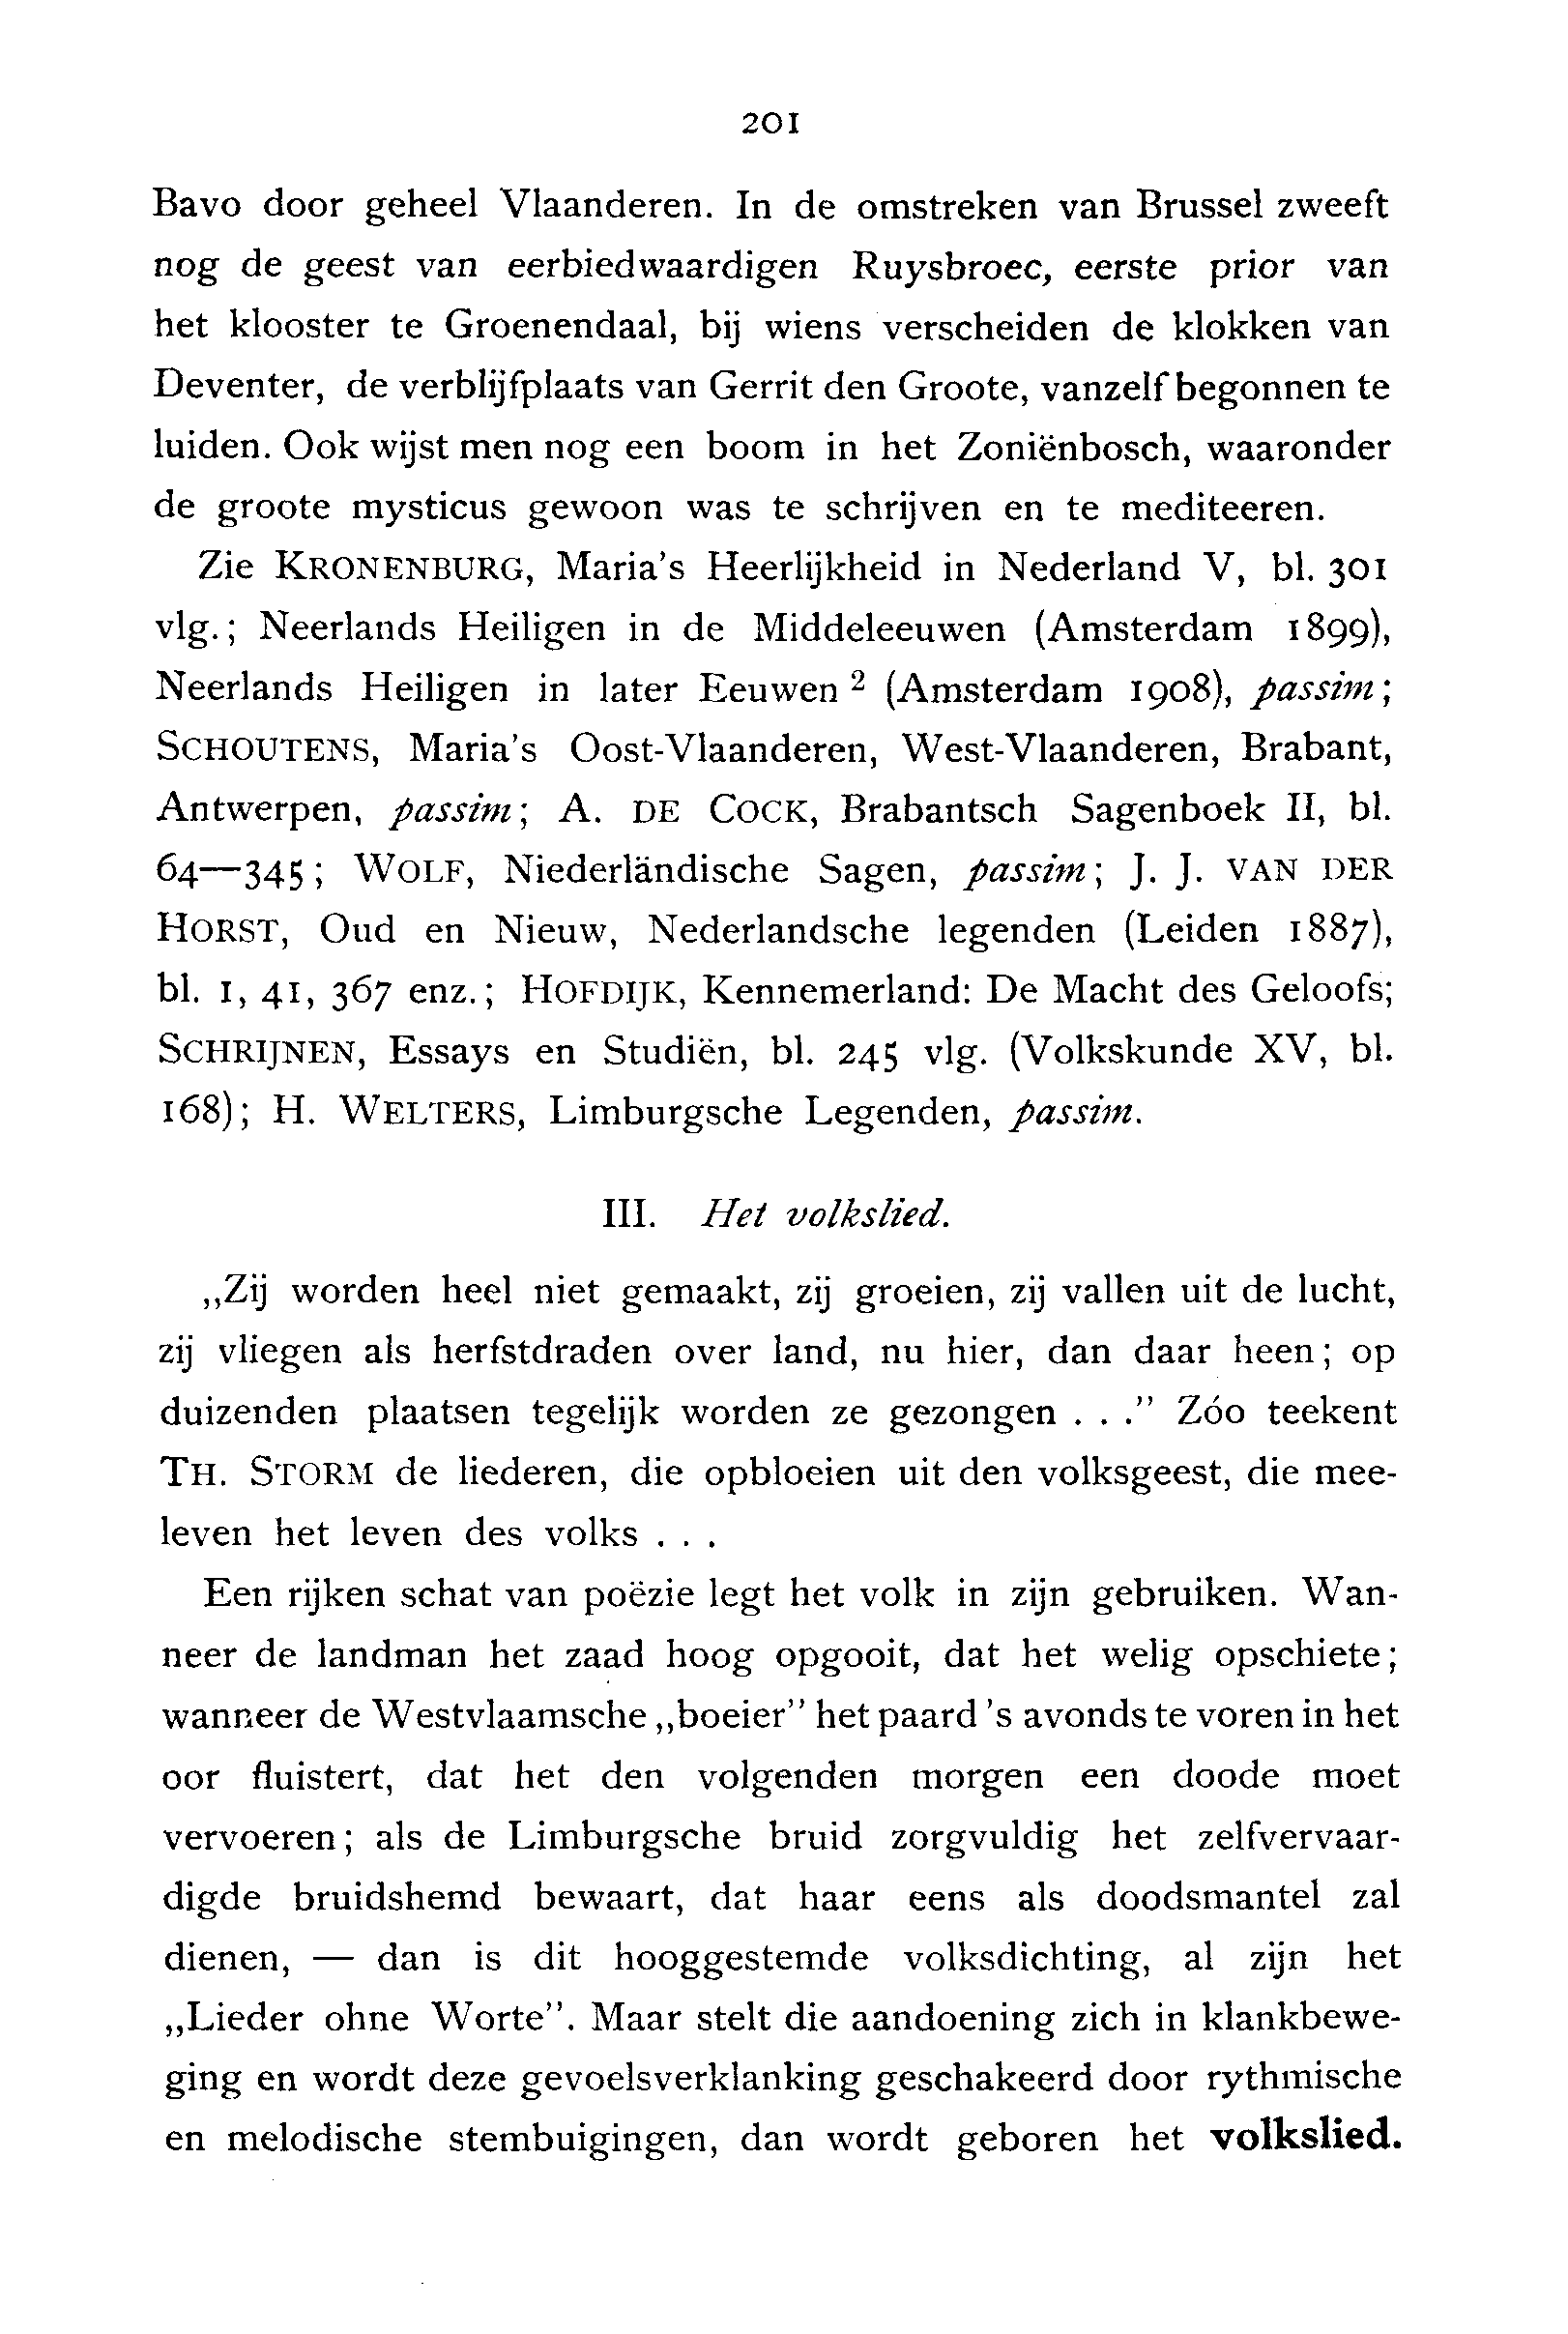 201
Bavo door geheel Vlaanderen. In de omstreken van Brussel zweeft
nog de geest van eerbiedwaardigen Ruysbroec, eerste prior van
het klooster te Groenendaal, bij wiens verscheiden de klokken van
Deventer, de verblijfplaats van Gerrit den Groote, vanzelf begonnen te
luiden. Ook wijst men nog een boom in het Zoniënbosch, waaronder
de groote mysticus gewoon was te schrijven en te mediteeren.
Zie KRONENBURG, Maria's Heerlijkheid in Nederland V, bl. 301
vlg.; Neerlands Heiligen in de Middeleeuwen (Amsterdam 1899),
Neerlands Heiligen in later Eeuwen ² (Amsterdam 1908), passim;
SCHOUTENS, Maria's Oost-Vlaanderen, West-Vlaanderen, Brabant,
Antwerpen, passim; A. DE COCK, Brabantsch Sagenboek II, bl.
64—345; WOLF, Niederländische Sagen, passim; J. J. VAN DER
HORST, Oud en Nieuw, Nederlandsche legenden (Leiden 1887),
bl. 1, 41, 367 enz.; HOFDIJK, Kennemerland: De Macht des Geloofs;
SCHRIJNEN, Essays en Studiën, bl. 245 vlg. (Volkskunde XV, bl.
168); H. WELTERS, Limburgsche Legenden, passim.
III. Het volkslied.
„Zij worden heel niet gemaakt, zij groeien, zij vallen uit de lucht,
zij vliegen als herfstdraden over land, nu hier, dan daar heen; op
duizenden plaatsen tegelijk worden ze gezongen . . .” Zóo teekent
TH. STORM de liederen, die opbloeien uit den volksgeest, die mee-
leven het leven des volks . . .
Een rijken schat van poëzie legt het volk in zijn gebruiken. Wan-
neer de landman het zaad hoog opgooit, dat het welig opschiete;
wanneer de Westvlaamsche „boeier” het paard 's avonds te voren in het
oor fluistert, dat het den volgenden morgen een doode moet
vervoeren; als de Limburgsche bruid zorgvuldig het zelfvervaar-
digde bruidshemd bewaart, dat haar eens als doodsmantel zal
dienen, — dan is dit hooggestemde volksdichting, al zijn het
„Lieder ohne Worte”. Maar stelt die aandoening zich in klankbewe-
ging en wordt deze gevoelsverklanking geschakeerd door rythmische
en melodische stembuigingen, dan wordt geboren het volkslied.